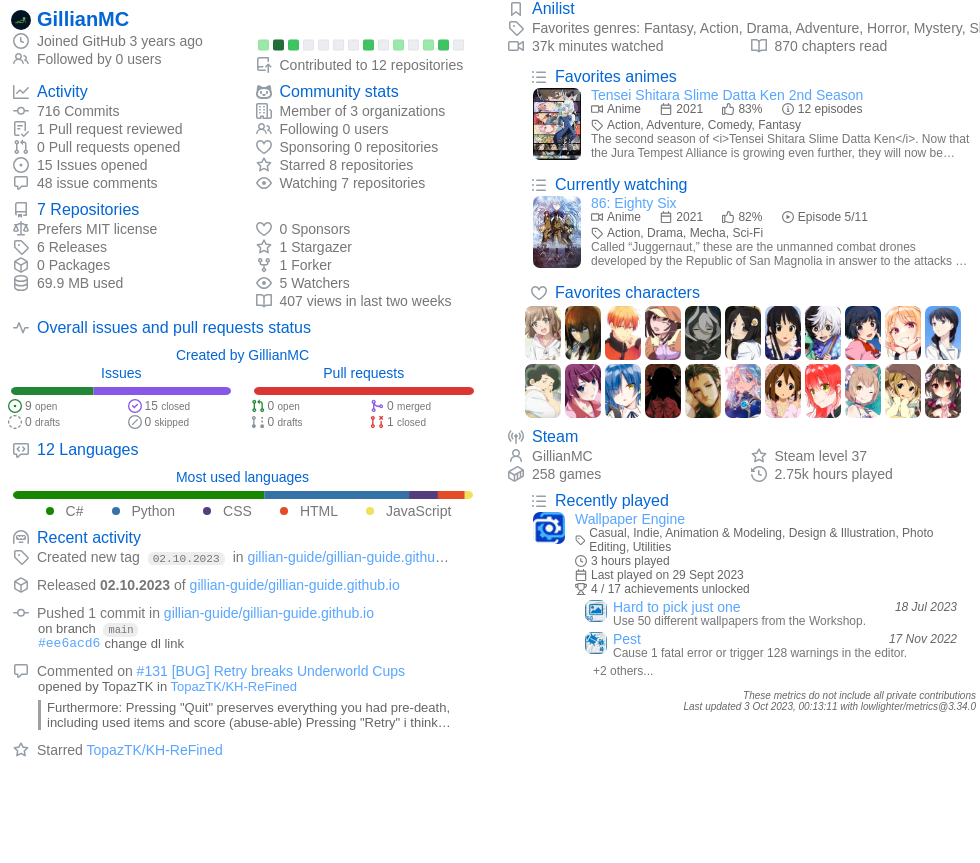 GillianMC
Joined GitHub 3 years ago
Followed by 0 users
Contributed to 12 repositories
Activity
716 Commits
1 Pull request reviewed
0 Pull requests opened
15 Issues opened
48 issue comments
Community stats
Member of 3 organizations
Following 0 users
Sponsoring 0 repositories
Starred 8 repositories
Watching 7 repositories
7 Repositories
Prefers MIT license
6 Releases
0 Packages
69.9 MB used
0 Sponsors
1 Stargazer
1 Forker
5 Watchers
407 views in last two weeks
Overall issues and pull requests status
Created by GillianMC
Issues
9 open
15 closed
0 drafts
0 skipped
Pull requests
0 open
0 merged
0 drafts
1 closed
12 Languages
Most used languages
C# Python CSS HTML JavaScript
Recent activity
Created new tag 02.10.2023 in gillian-guide/gillian-guide.githu…
Released 02.10.2023 of gillian-guide/gillian-guide.github.io
Pushed 1 commit in gillian-guide/gillian-guide.github.io
on branch main
#ee6acd6 change dl link
Commented on #131 [BUG] Retry breaks Underworld Cups
opened by TopazTK in TopazTK/KH-ReFined
Furthermore: Pressing "Quit" preserves everything you had pre-death,
including used items and score (abuse-able) Pressing "Retry" i think…
Starred TopazTK/KH-ReFined
Anilist
Favorites genres: Fantasy, Action, Drama, Adventure, Horror, Mystery, Sl
37k minutes watched
870 chapters read
Favorites animes
Tensei Shitara Slime Datta Ken 2nd Season
Anime 2021 83% 12 episodes
Action, Adventure, Comedy, Fantasy
The second season of <i>Tensei Shitara Slime Datta Ken</i>. Now that
the Jura Tempest Alliance is growing even further, they will now be…
Currently watching
86: Eighty Six
Anime 2021 82% Episode 5/11
Action, Drama, Mecha, Sci-Fi
Called “Juggernaut,” these are the unmanned combat drones
developed by the Republic of San Magnolia in answer to the attacks …
Favorites characters
Steam
GillianMC
Steam level 37
258 games
2.75k hours played
Recently played
Wallpaper Engine
Casual, Indie, Animation & Modeling, Design & Illustration, Photo
Editing, Utilities
3 hours played
Last played on 29 Sept 2023
4 / 17 achievements unlocked
Hard to pick just one 18 Jul 2023
Use 50 different wallpapers from the Workshop.
Pest 17 Nov 2022
Cause 1 fatal error or trigger 128 warnings in the editor.
+2 others...
These metrics do not include all private contributions
Last updated 3 Oct 2023, 00:13:11 with lowlighter/metrics@3.34.0